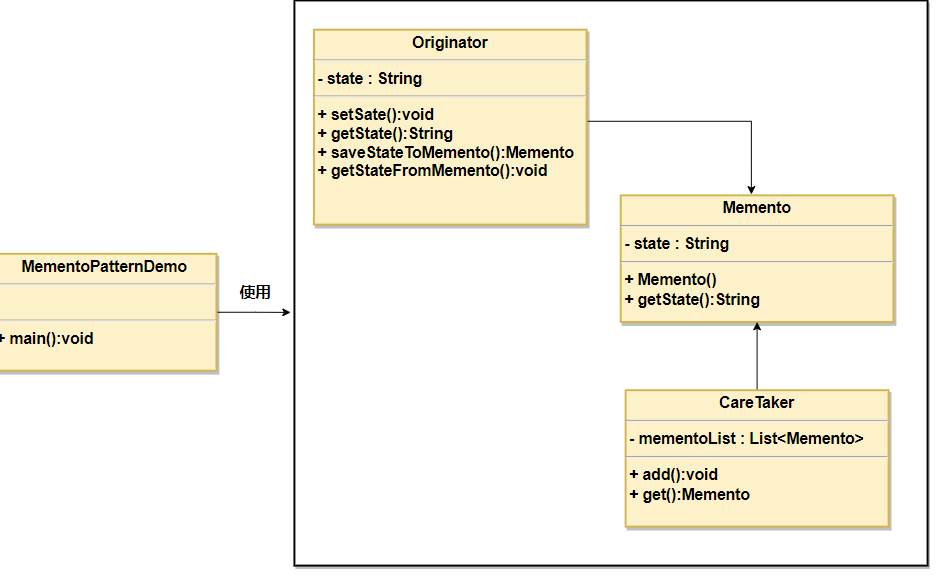 Originator
- state : String
+ setSate():void
+ getState():String
+ saveStateToMemento():Memento
+ getStateFromMemento():void
Memento
- state : String
+ Memento()
+ getState():String
MementoPatternDemo
+ main():void
使用
CareTaker
- mementoList : List<Memento>
+ add():void
+ get():Memento